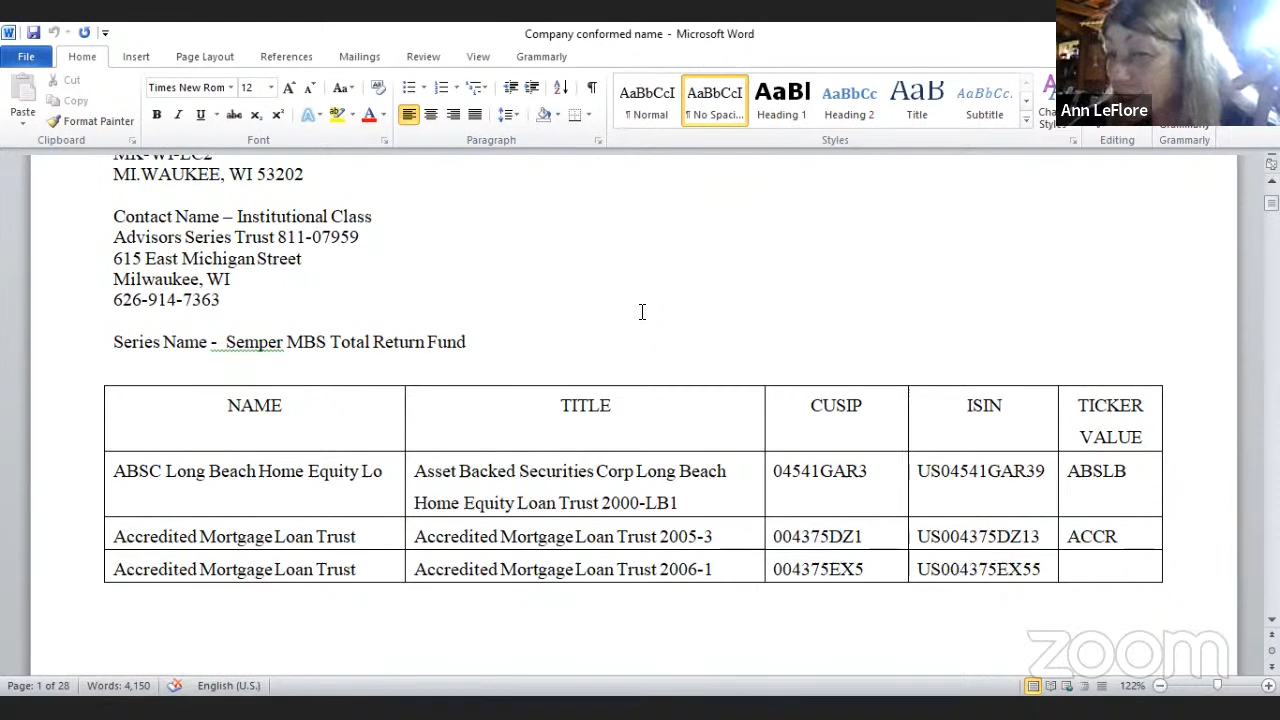 Company conformed name - Microsoft Word
File Home Insert Page Layout References Mailings Review View Grammarly
Cut
Copy
Paste Format Painter
Times New Rom 12
AaBbCcI AaBbCcI AaBl AaBbCc AaB AaBbCc.
¶ Normal ¶ No Spaci... Heading 1 Heading 2 Title Subtitle
Styles
Clipboard Font Paragraph Styles Editing Grammarly
Ann LeFlore
MK-WI-LC2
MI.WAUKEE, WI 53202
Contact Name – Institutional Class
Advisors Series Trust 811-07959
615 East Michigan Street
Milwaukee, WI
626-914-7363
Series Name - Semper MBS Total Return Fund
NAME TITLE CUSIP ISIN TICKER
VALUE
ABSC Long Beach Home Equity Lo Asset Backed Securities Corp Long Beach 04541GAR3 US04541GAR39 ABSLB
Home Equity Loan Trust 2000-LB1
Accredited Mortgage Loan Trust Accredited Mortgage Loan Trust 2005-3 004375DZ1 US004375DZ13 ACCR
Accredited Mortgage Loan Trust Accredited Mortgage Loan Trust 2006-1 004375EX5 US004375EX55
zoom
Page: 1 of 28 Words: 4,150 English (U.S.) 122%